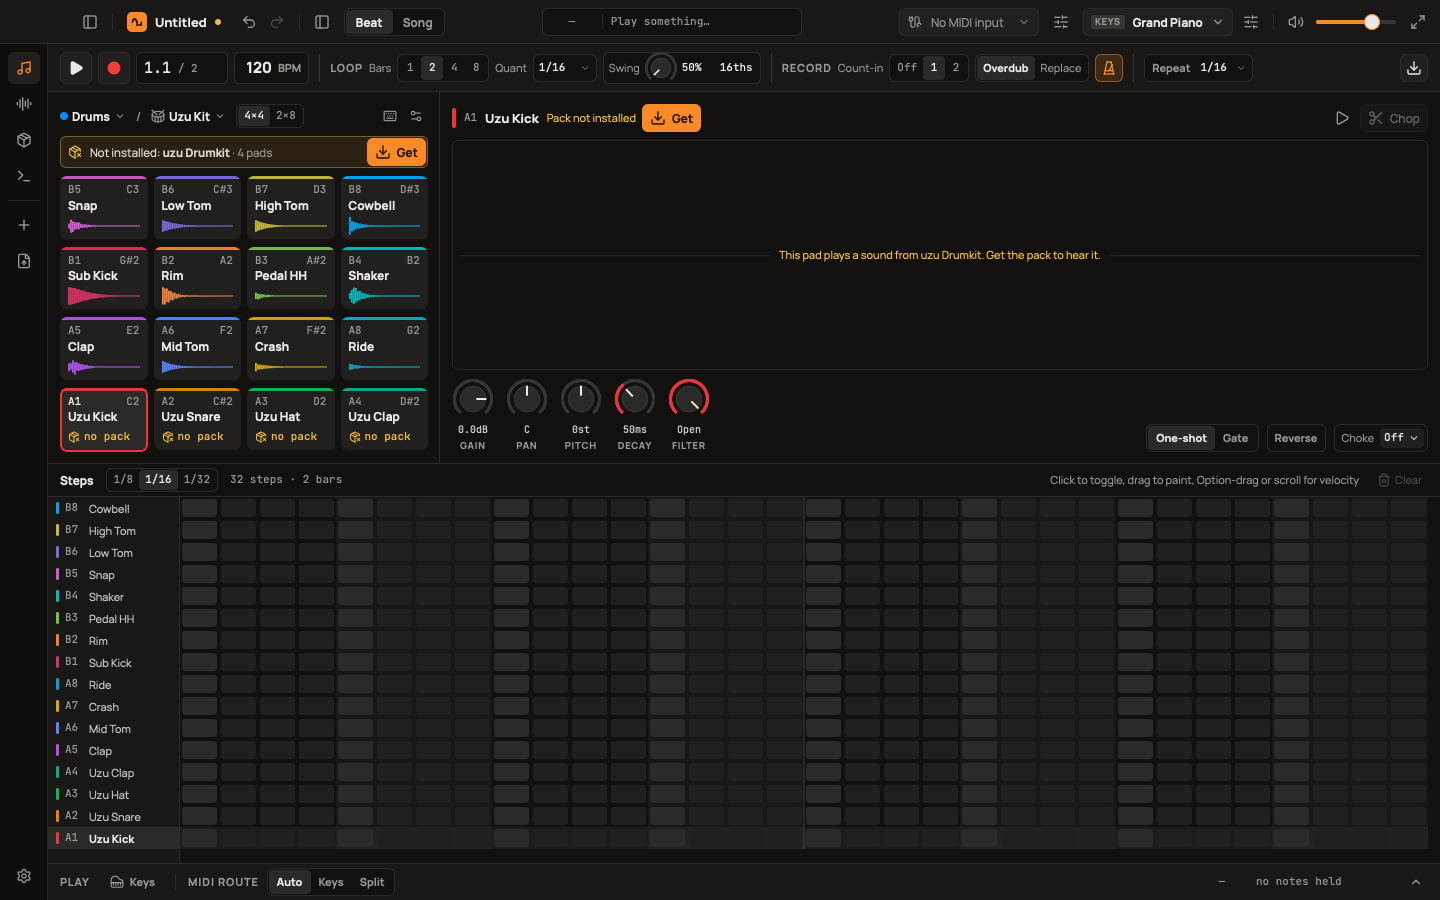 Untitled
Beat Song
– Play something…
No MIDI input
KEYS Grand Piano
1.1 / 2
120 BPM
LOOP Bars 1 2 4 8
Quant 1/16
Swing 50% 16ths
RECORD Count-in Off 1 2
Overdub Replace
Repeat 1/16
Drums / Uzu Kit 4×4 2×8
Not installed: uzu Drumkit · 4 pads Get
B5 C3 B6 C#3 B7 D3 B8 D#3
Snap Low Tom High Tom Cowbell
B1 G#2 B2 A2 B3 A#2 B4 B2
Sub Kick Rim Pedal HH Shaker
A5 E2 A6 F2 A7 F#2 A8 G2
Clap Mid Tom Crash Ride
A1 C2 A2 C#2 A3 D2 A4 D#2
Uzu Kick Uzu Snare Uzu Hat Uzu Clap
no pack no pack no pack no pack
A1 Uzu Kick Pack not installed Get
Chop
This pad plays a sound from uzu Drumkit. Get the pack to hear it.
0.0dB C 0st 50ms Open
GAIN PAN PITCH DECAY FILTER
One-shot Gate Reverse Choke Off
Steps 1/8 1/16 1/32 32 steps · 2 bars
Click to toggle, drag to paint, Option-drag or scroll for velocity Clear
B8 Cowbell
B7 High Tom
B6 Low Tom
B5 Snap
B4 Shaker
B3 Pedal HH
B2 Rim
B1 Sub Kick
A8 Ride
A7 Crash
A6 Mid Tom
A5 Clap
A4 Uzu Clap
A3 Uzu Hat
A2 Uzu Snare
A1 Uzu Kick
PLAY Keys MIDI ROUTE Auto Keys Split
– no notes held